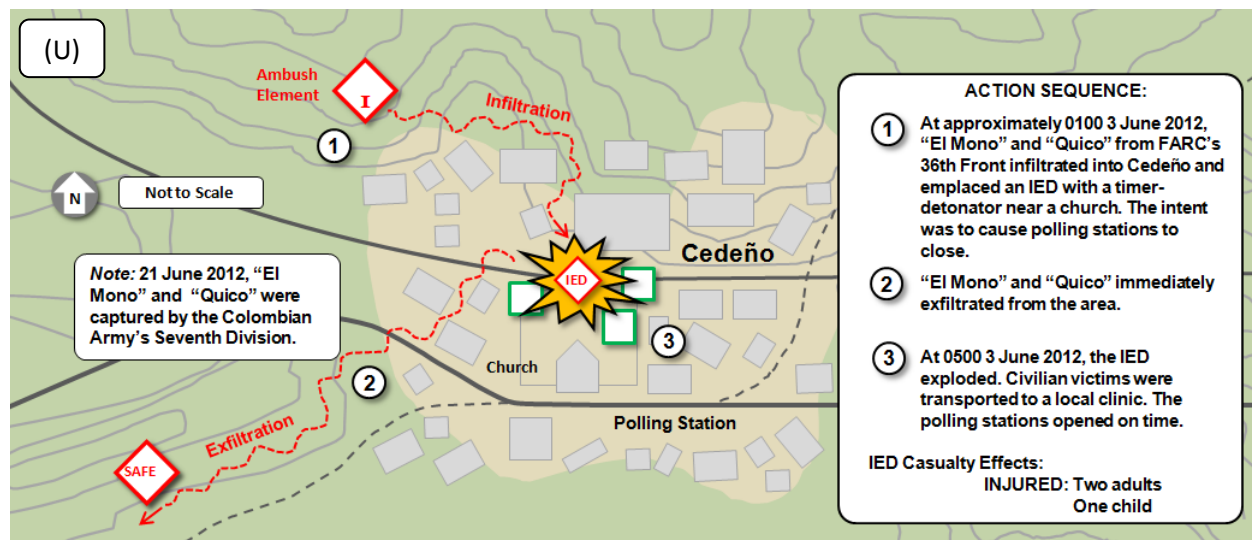 (U)
Ambush
Element
I
Infiltration
1
N
Not to Scale
Note: 21 June 2012, “El
Mono” and “Quico” were
captured by the Colombian
Army’s Seventh Division.
Cedeño
IED
3
Church
2
Polling Station
Exfiltration
SAFE
ACTION SEQUENCE:
1
At approximately 0100 3 June 2012,
“El Mono” and “Quico” from FARC’s
36th Front infiltrated into Cedeño and
emplaced an IED with a timer-
detonator near a church. The intent
was to cause polling stations to
close.
2
“El Mono” and “Quico” immediately
exfiltrated from the area.
3
At 0500 3 June 2012, the IED
exploded. Civilian victims were
transported to a local clinic. The
polling stations opened on time.
IED Casualty Effects:
INJURED: Two adults
One child